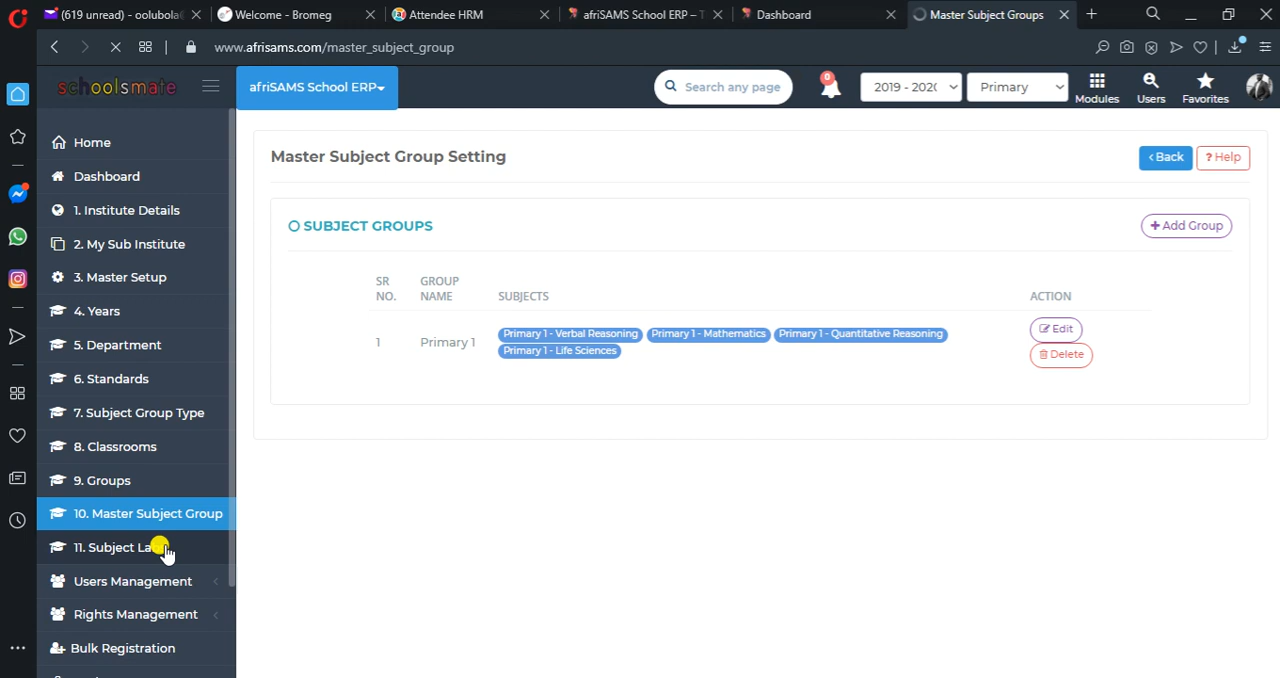 (619 unread) - oolubola
Welcome - Bromeg
Attendee HRM
afriSAMS School ERP – T
Dashboard
Master Subject Groups
www.afrisams.com/master_subject_group
schoolsmate
afriSAMS School ERP
Search any page
0
2019 - 202
Primary
Modules
Users
Favorites
Home
Dashboard
1. Institute Details
2. My Sub Institute
3. Master Setup
4. Years
5. Department
6. Standards
7. Subject Group Type
8. Classrooms
9. Groups
10. Master Subject Group
11. Subject La
Users Management
Rights Management
Bulk Registration
Master Subject Group Setting
Back
? Help
SUBJECT GROUPS
+ Add Group
SR NO.
GROUP NAME
SUBJECTS
ACTION
1
Primary 1
Primary 1 - Verbal Reasoning Primary 1 - Mathematics Primary 1 - Quantitative Reasoning
Primary 1 - Life Sciences
Edit
Delete